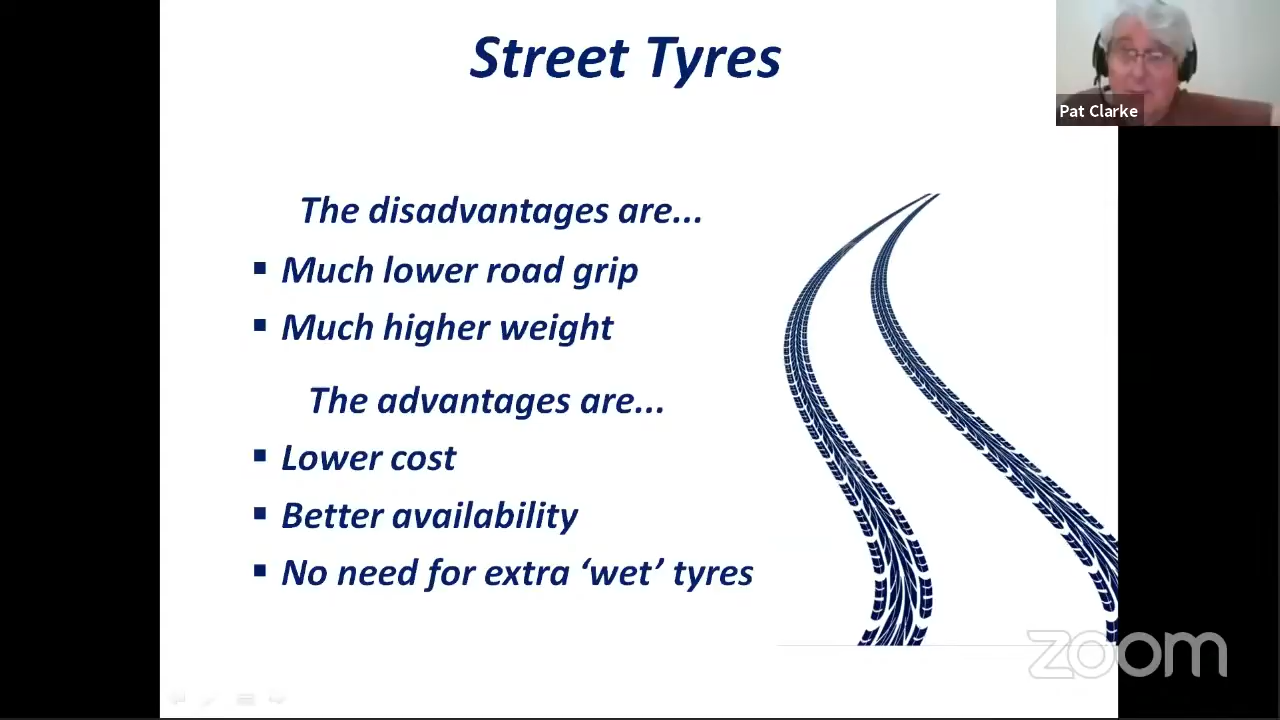 Street Tyres
Pat Clarke
The disadvantages are...
▪ Much lower road grip
▪ Much higher weight
The advantages are...
▪ Lower cost
▪ Better availability
▪ No need for extra ‘wet’ tyres
zoom